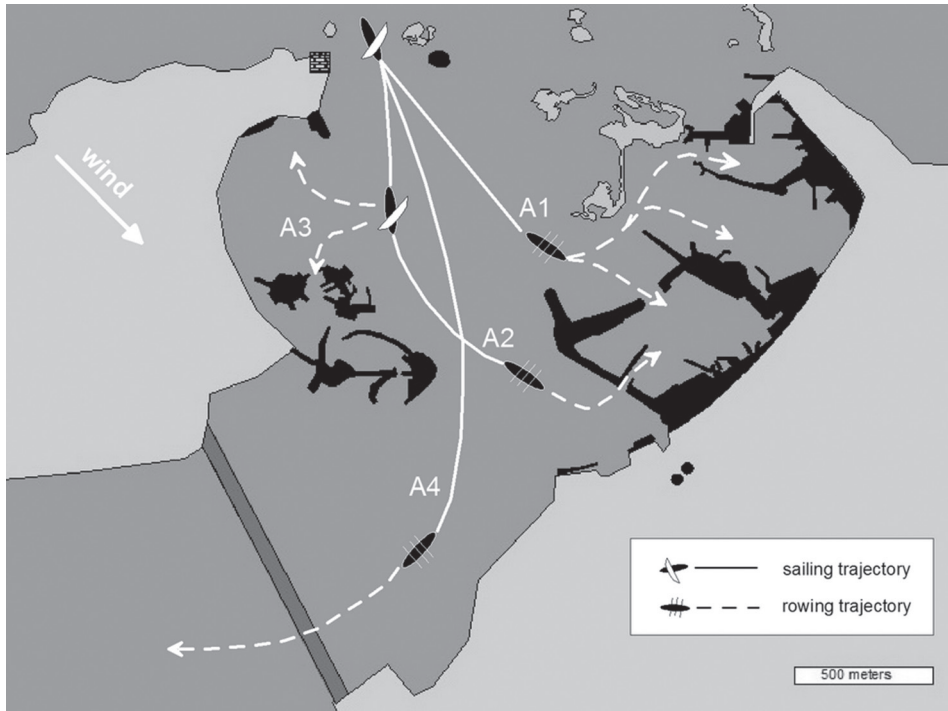 wind
A1
A3
A2
A4
sailing trajectory
rowing trajectory
500 meters